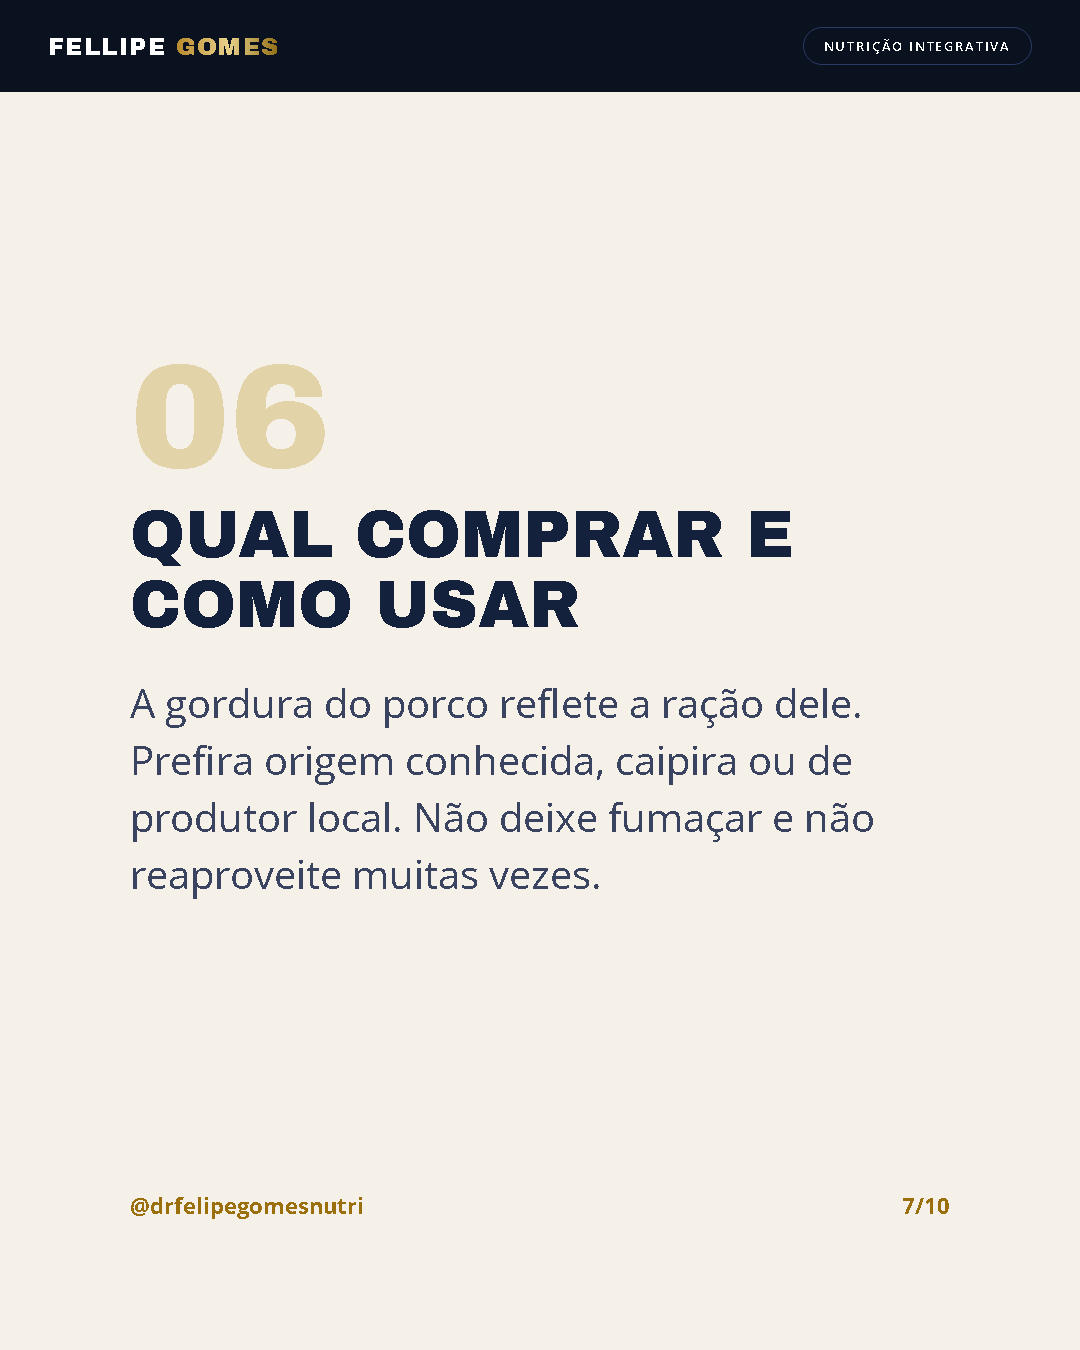 FELLIPE GOMES
NUTRIÇÃO INTEGRATIVA
06
QUAL COMPRAR E
COMO USAR
A gordura do porco reflete a ração dele.
Prefira origem conhecida, caipira ou de
produtor local. Não deixe fumaçar e não
reaproveite muitas vezes.
@drfelipegomesnutri
7/10